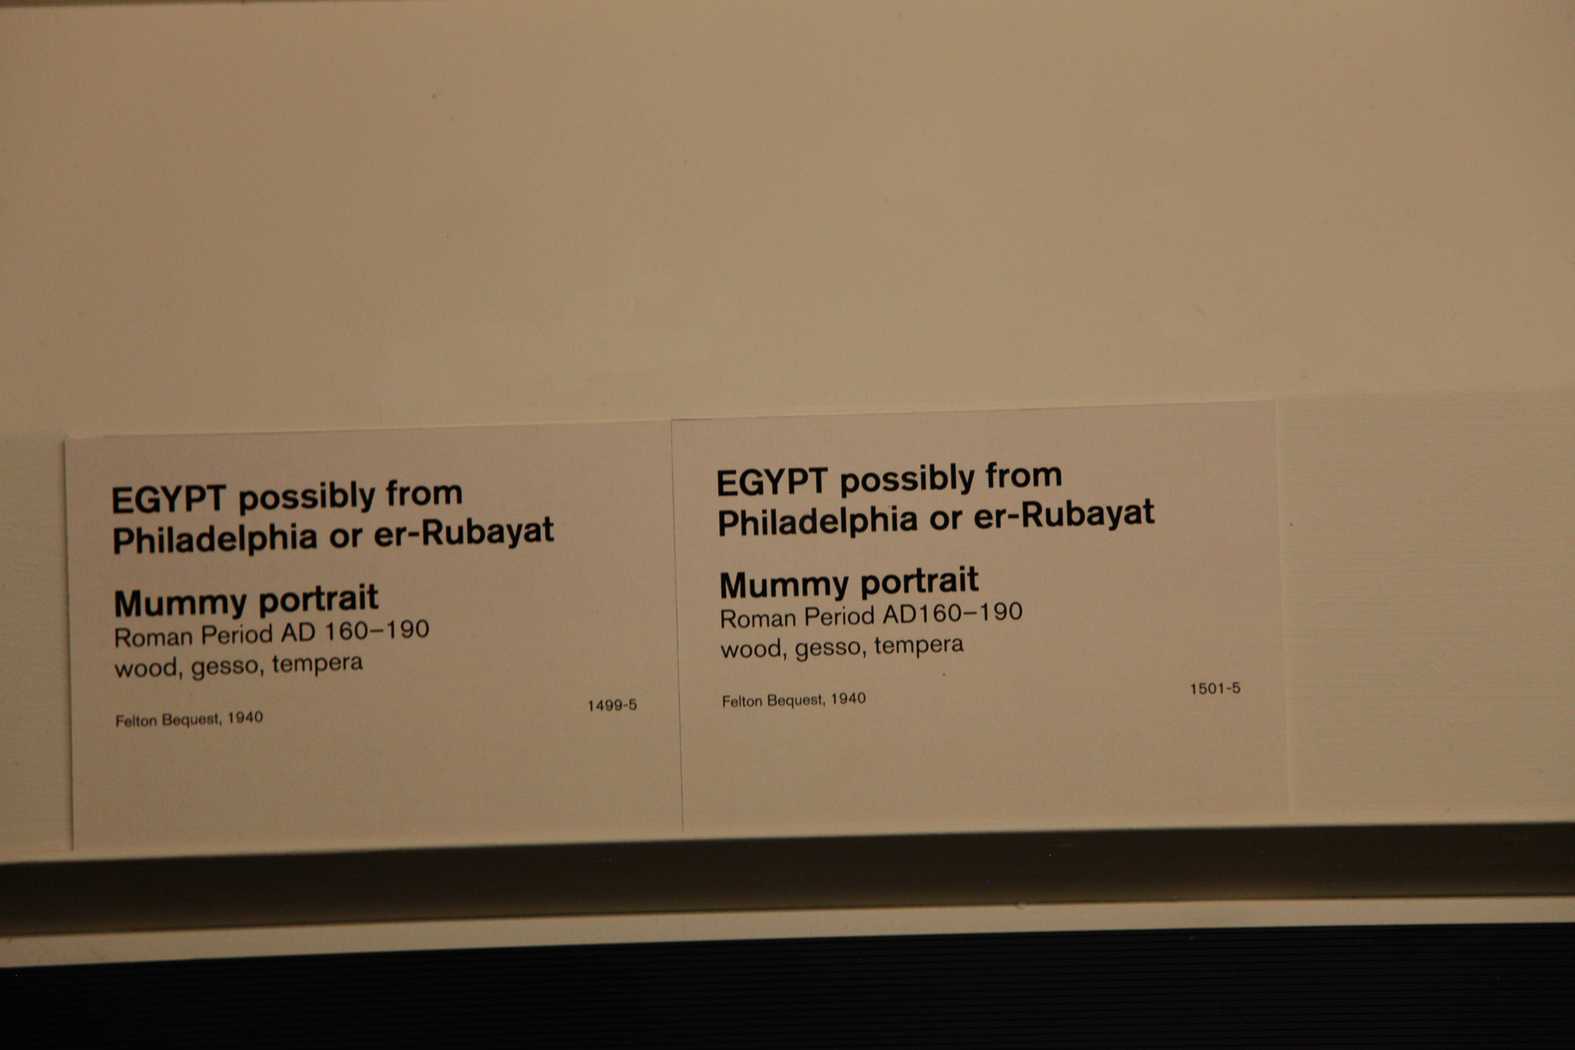 EGYPT possibly from
Philadelphia or er-Rubayat
Mummy portrait
Roman Period AD 160–190
wood, gesso, tempera
Felton Bequest, 1940
1499-5
EGYPT possibly from
Philadelphia or er-Rubayat
Mummy portrait
Roman Period AD160–190
wood, gesso, tempera
Felton Bequest, 1940
1501-5